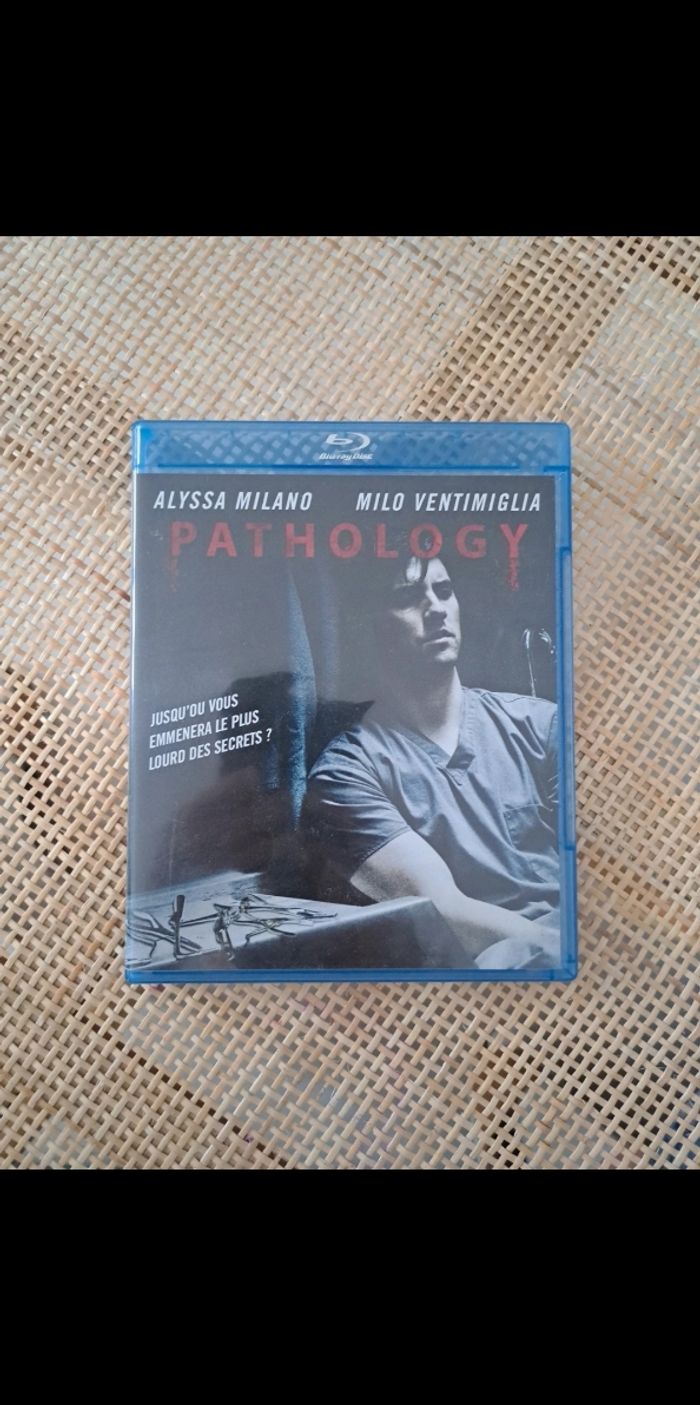 Blu-ray Disc
ALYSSA MILANO MILO VENTIMIGLIA
PATHOLOGY
JUSQU'OU VOUS
EMMENERA LE PLUS
LOURD DES SECRETS ?